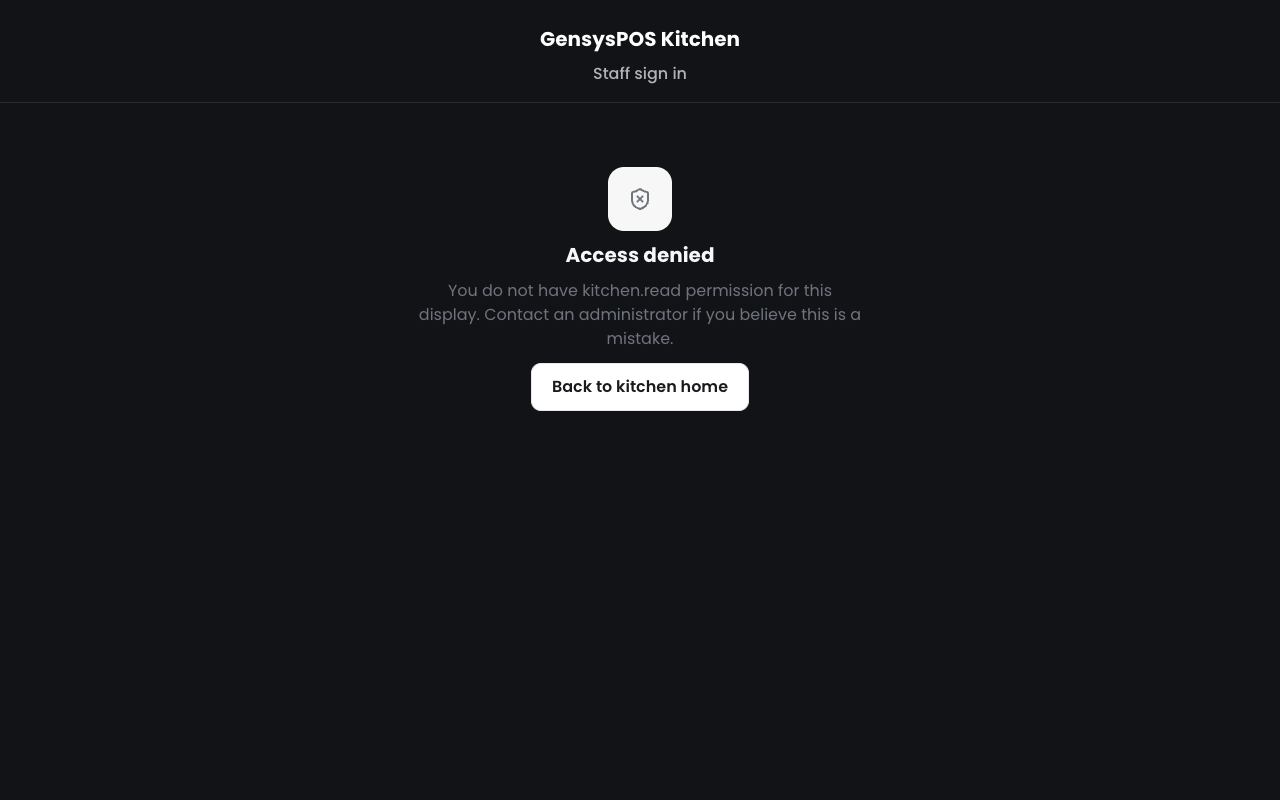 GensysPOS Kitchen
Staff sign in
Access denied
You do not have kitchen.read permission for this
display. Contact an administrator if you believe this is a
mistake.
Back to kitchen home